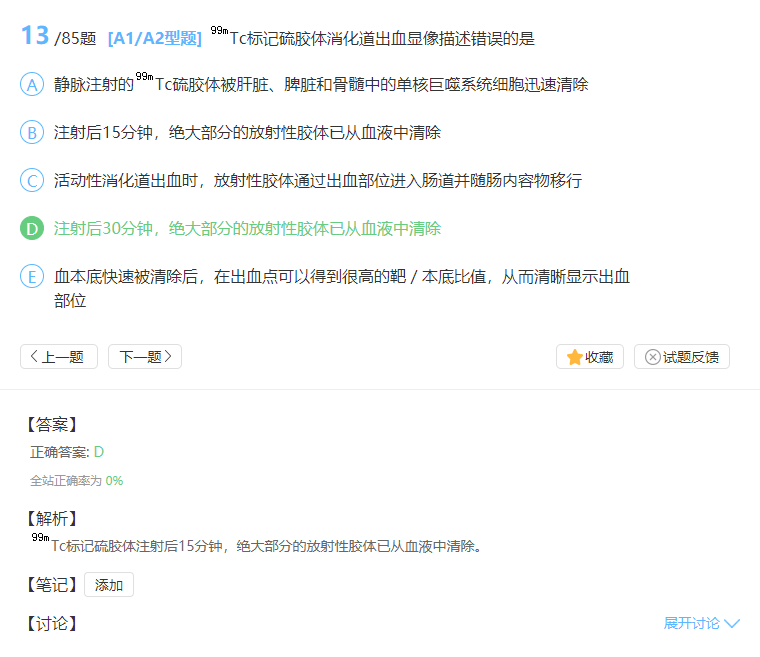 13 /85题 [A1/A2型题] 99mTc标记硫胶体消化道出血显像描述错误的是
A 静脉注射的99mTc硫胶体被肝脏、脾脏和骨髓中的单核巨噬系统细胞迅速清除
B 注射后15分钟，绝大部分的放射性胶体已从血液中清除
C 活动性消化道出血时，放射性胶体通过出血部位进入肠道并随肠内容物移行
D 注射后30分钟，绝大部分的放射性胶体已从血液中清除
E 血本底快速被清除后，在出血点可以得到很高的靶 / 本底比值，从而清晰显示出血
部位
上一题 下一题 收藏 试题反馈
【答案】
正确答案: D
全站正确率为 0%
【解析】
99mTc标记硫胶体注射后15分钟，绝大部分的放射性胶体已从血液中清除。
【笔记】 添加
【讨论】 展开讨论